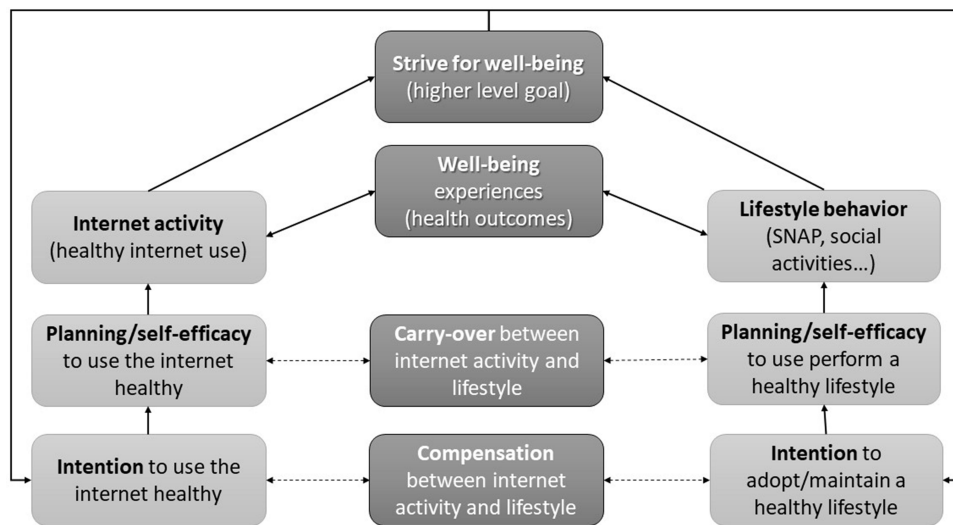 Strive for well-being
(higher level goal)
Well-being
experiences
(health outcomes)
Internet activity
(healthy internet use)
Lifestyle behavior
(SNAP, social
activities...)
Planning/self-efficacy
to use the internet
healthy
Carry-over between
internet activity and
lifestyle
Planning/self-efficacy
to use perform a
healthy lifestyle
Intention to use the
internet healthy
Compensation
between internet
activity and lifestyle
Intention to
adopt/maintain a
healthy lifestyle